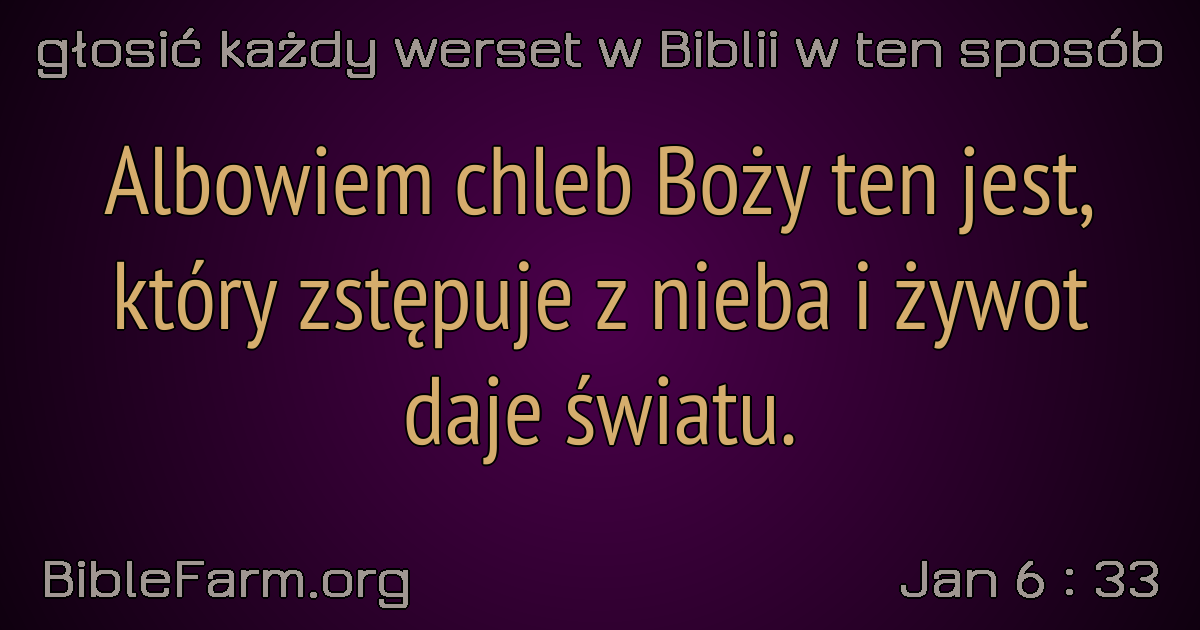 głosić każdy werset w Biblii w ten sposób
Albowiem chleb Boży ten jest,
który zstępuje z nieba i żywot
daje światu.
BibleFarm.org
Jan 6 : 33